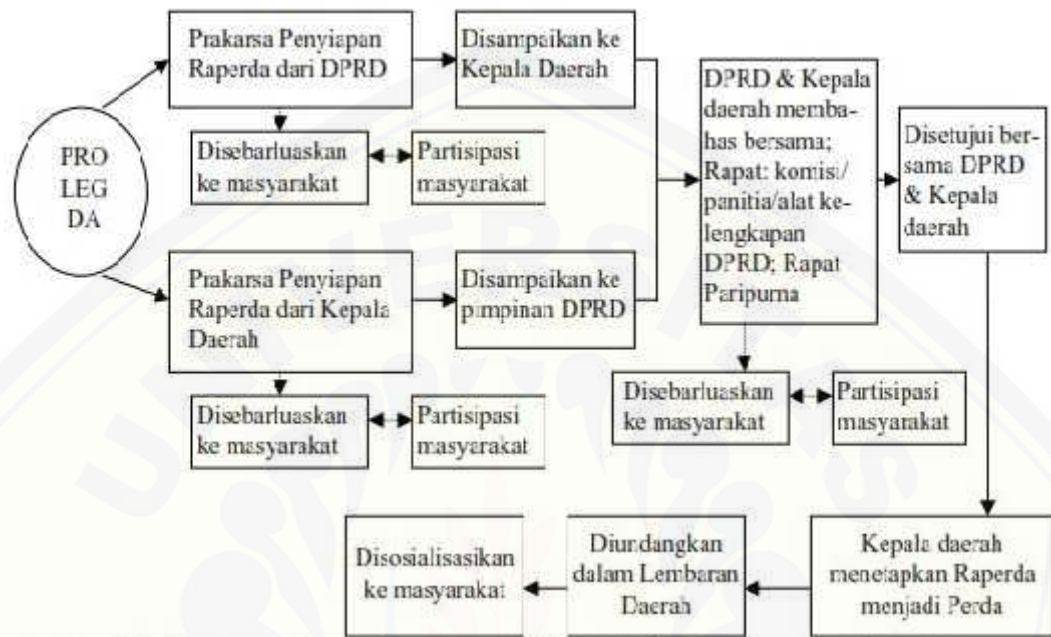 PRO
LEG
DA
Prakarsa Penyiapan
Raperda dari DPRD
Disampaikan ke
Kepala Daerah
Disebarluaskan
ke masyarakat
Partisipasi
masyarakat
Prakarsa Penyiapan
Raperda dari Kepala
Daerah
Disampaikan ke
pimpinan DPRD
Disebarluaskan
ke masyarakat
Partisipasi
masyarakat
DPRD & Kepala
daerah memba-
has bersama;
Rapat: komisi/
panitia/alat ke-
lengkapan
DPRD; Rapat
Paripurna
Disebarluaskan
ke masyarakat
Partisipasi
masyarakat
Disetujui ber-
sama DPRD
& Kepala
daerah
Kepala daerah
menetapkan Raperda
menjadi Perda
Diundangkan
dalam Lembaran
Daerah
Disosialisasikan
ke masyarakat
UNIVERSITAS